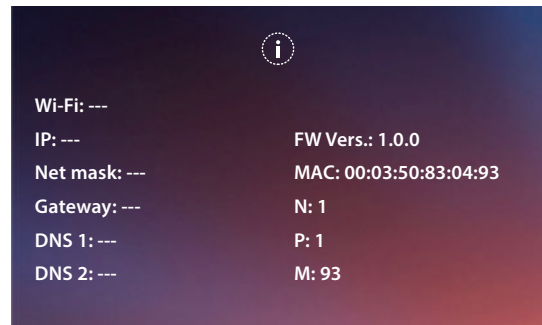 Wi-Fi: ---
IP: ---
Net mask: ---
Gateway: ---
DNS 1: ---
DNS 2: ---
FW Vers.: 1.0.0
MAC: 00:03:50:83:04:93
N: 1
P: 1
M: 93